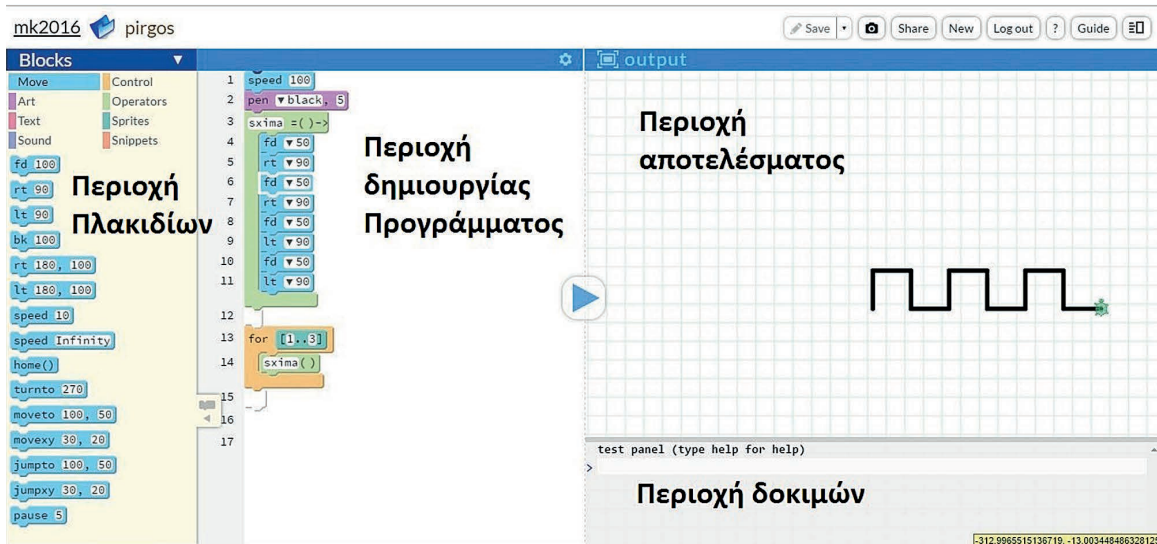 mk2016 pirgos
Save Share New Log out ? Guide
Blocks
output
Move Control
Art Operators
Text Sprites
Sound Snippets
fd 100
rt 90
lt 90
bk 100
rt 180, 100
lt 180, 100
speed 10
speed Infinity
home()
turnto 270
moveto 100, 50
movexy 30, 20
jumpto 100, 50
jumpxy 30, 20
pause 5
Περιοχή
Πλακιδίων
1 speed 100
2 pen black, 5
3 sxima =()->
4 fd 50
5 rt 90
6 fd 50
7 rt 90
8 fd 50
9 lt 90
10 fd 50
11 lt 90
12
13 for [1..3]
14 sxima()
15
16
17
Περιοχή
δημιουργίας
Προγράμματος
Περιοχή
αποτελέσματος
test panel (type help for help)
>
Περιοχή δοκιμών
-312.9965515136719, -13.003448486328125